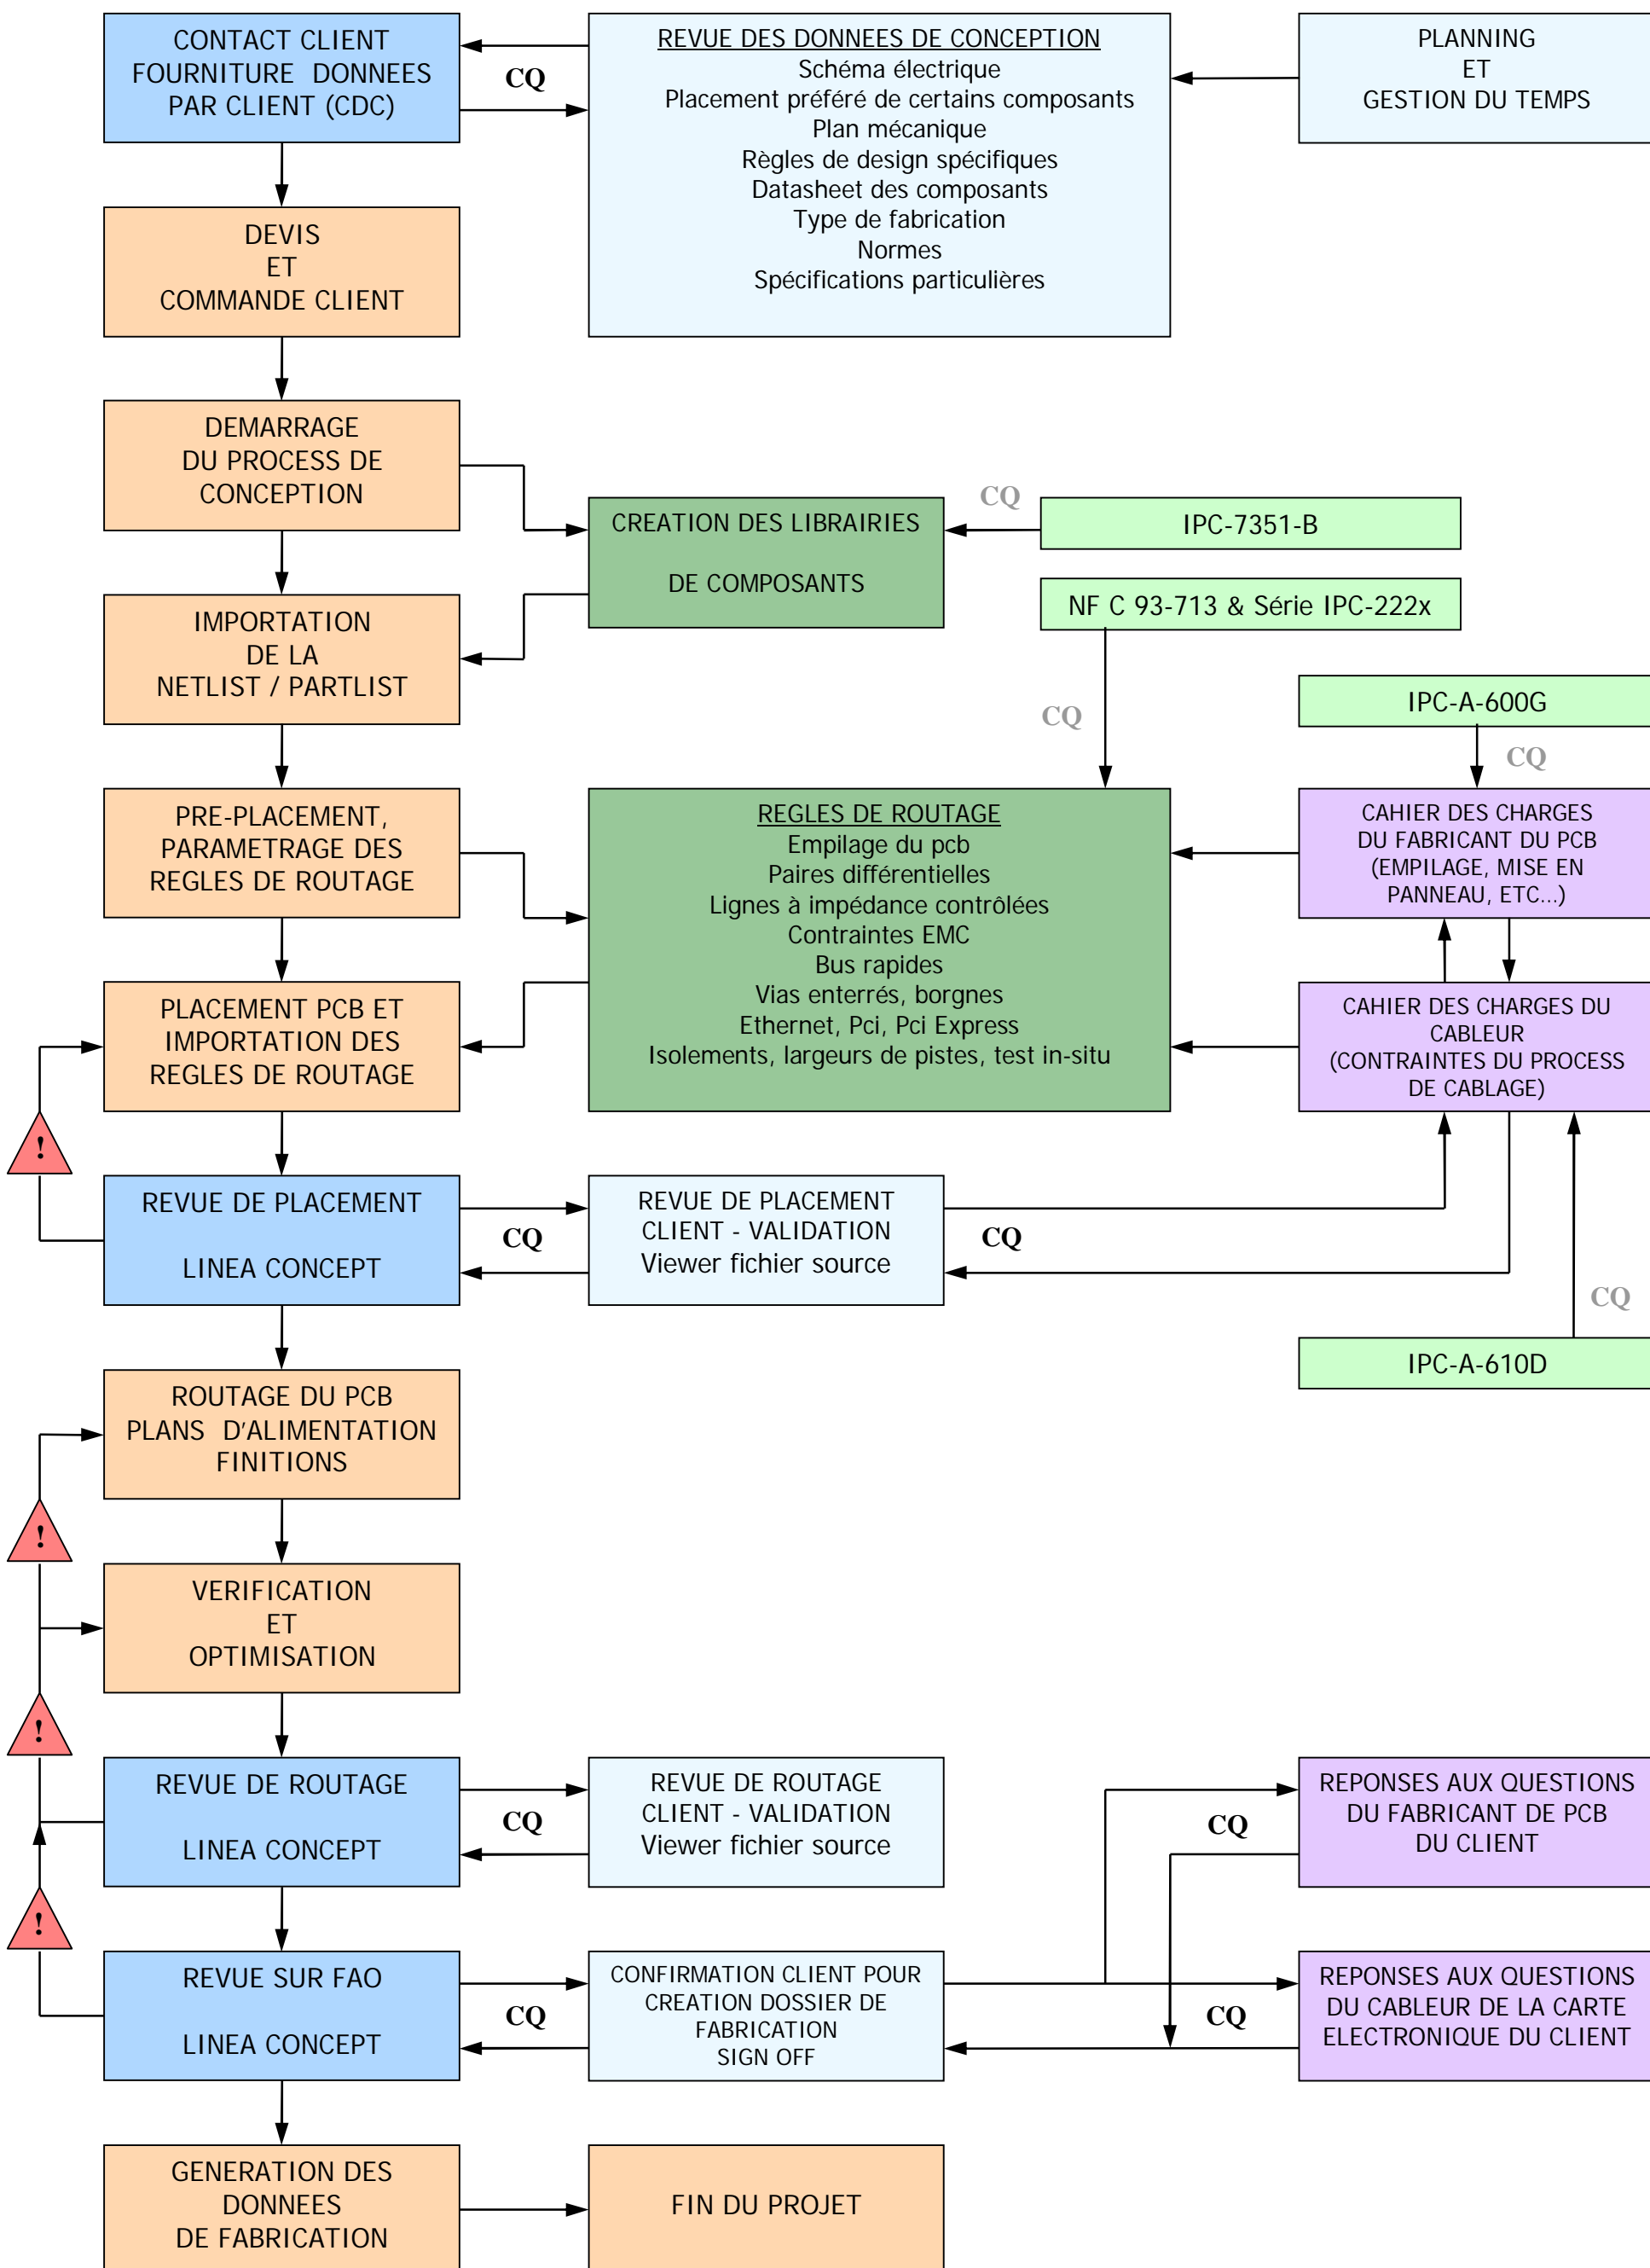 CONTACT CLIENT
FOURNITURE DONNEES
PAR CLIENT (CDC)
CQ
REVUE DES DONNEES DE CONCEPTION
Schéma électrique
Placement préféré de certains composants
Plan mécanique
Règles de design spécifiques
Datasheet des composants
Type de fabrication
Normes
Spécifications particulières
PLANNING
ET
GESTION DU TEMPS
DEVIS
ET
COMMANDE CLIENT
DEMARRAGE
DU PROCESS DE
CONCEPTION
CREATION DES LIBRAIRIES
DE COMPOSANTS
CQ
IPC-7351-B
NF C 93-713 & Série IPC-222x
CQ
IMPORTATION
DE LA
NETLIST / PARTLIST
IPC-A-600G
CQ
PRE-PLACEMENT,
PARAMETRAGE DES
REGLES DE ROUTAGE
REGLES DE ROUTAGE
Empilage du pcb
Paires différentielles
Lignes à impédance contrôlées
Contraintes EMC
Bus rapides
Vias enterrés, borgnes
Ethernet, Pci, Pci Express
Isolements, largeurs de pistes, test in-situ
CAHIER DES CHARGES
DU FABRICANT DU PCB
(EMPILAGE, MISE EN
PANNEAU, ETC...)
PLACEMENT PCB ET
IMPORTATION DES
REGLES DE ROUTAGE
CAHIER DES CHARGES DU
CABLEUR
(CONTRAINTES DU PROCESS
DE CABLAGE)
!
REVUE DE PLACEMENT
LINEA CONCEPT
CQ
REVUE DE PLACEMENT
CLIENT - VALIDATION
Viewer fichier source
CQ
CQ
IPC-A-610D
ROUTAGE DU PCB
PLANS  D'ALIMENTATION
FINITIONS
!
VERIFICATION
ET
OPTIMISATION
!
REVUE DE ROUTAGE
LINEA CONCEPT
CQ
REVUE DE ROUTAGE
CLIENT - VALIDATION
Viewer fichier source
CQ
REPONSES AUX QUESTIONS
DU FABRICANT DE PCB
DU CLIENT
!
REVUE SUR FAO
LINEA CONCEPT
CQ
CONFIRMATION CLIENT POUR
CREATION DOSSIER DE
FABRICATION
SIGN OFF
CQ
REPONSES AUX QUESTIONS
DU CABLEUR DE LA CARTE
ELECTRONIQUE DU CLIENT
GENERATION DES
DONNEES
DE FABRICATION
FIN DU PROJET